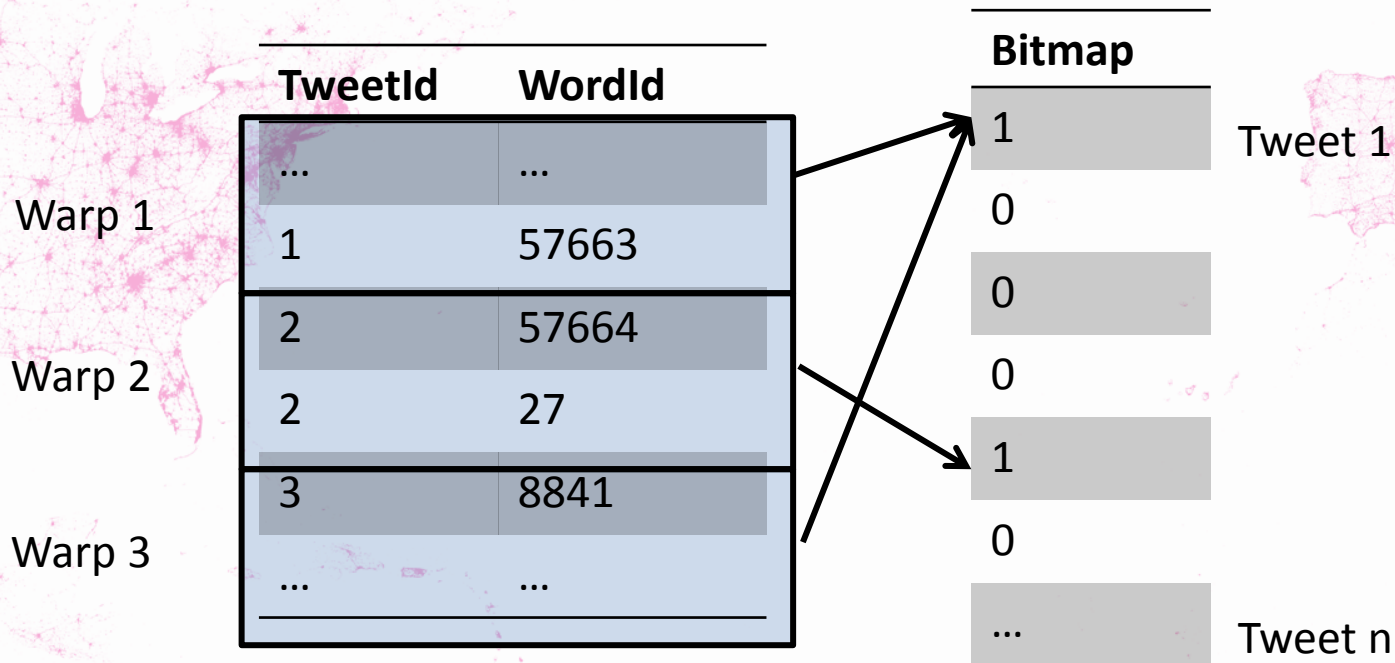 TweetId WordId
Warp 1
... ...
1 57663
Warp 2
2 57664
2 27
Warp 3
3 8841
... ...
Bitmap
1 Tweet 1
0
0
0
1
0
... Tweet n